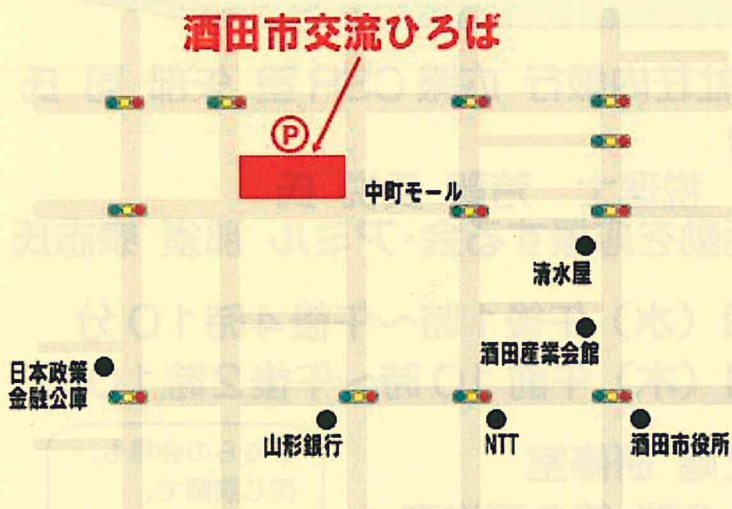 酒田市交流ひろば
P
中町モール
清水屋
酒田産業会館
日本政策
金融公庫
山形銀行
NTT
酒田市役所